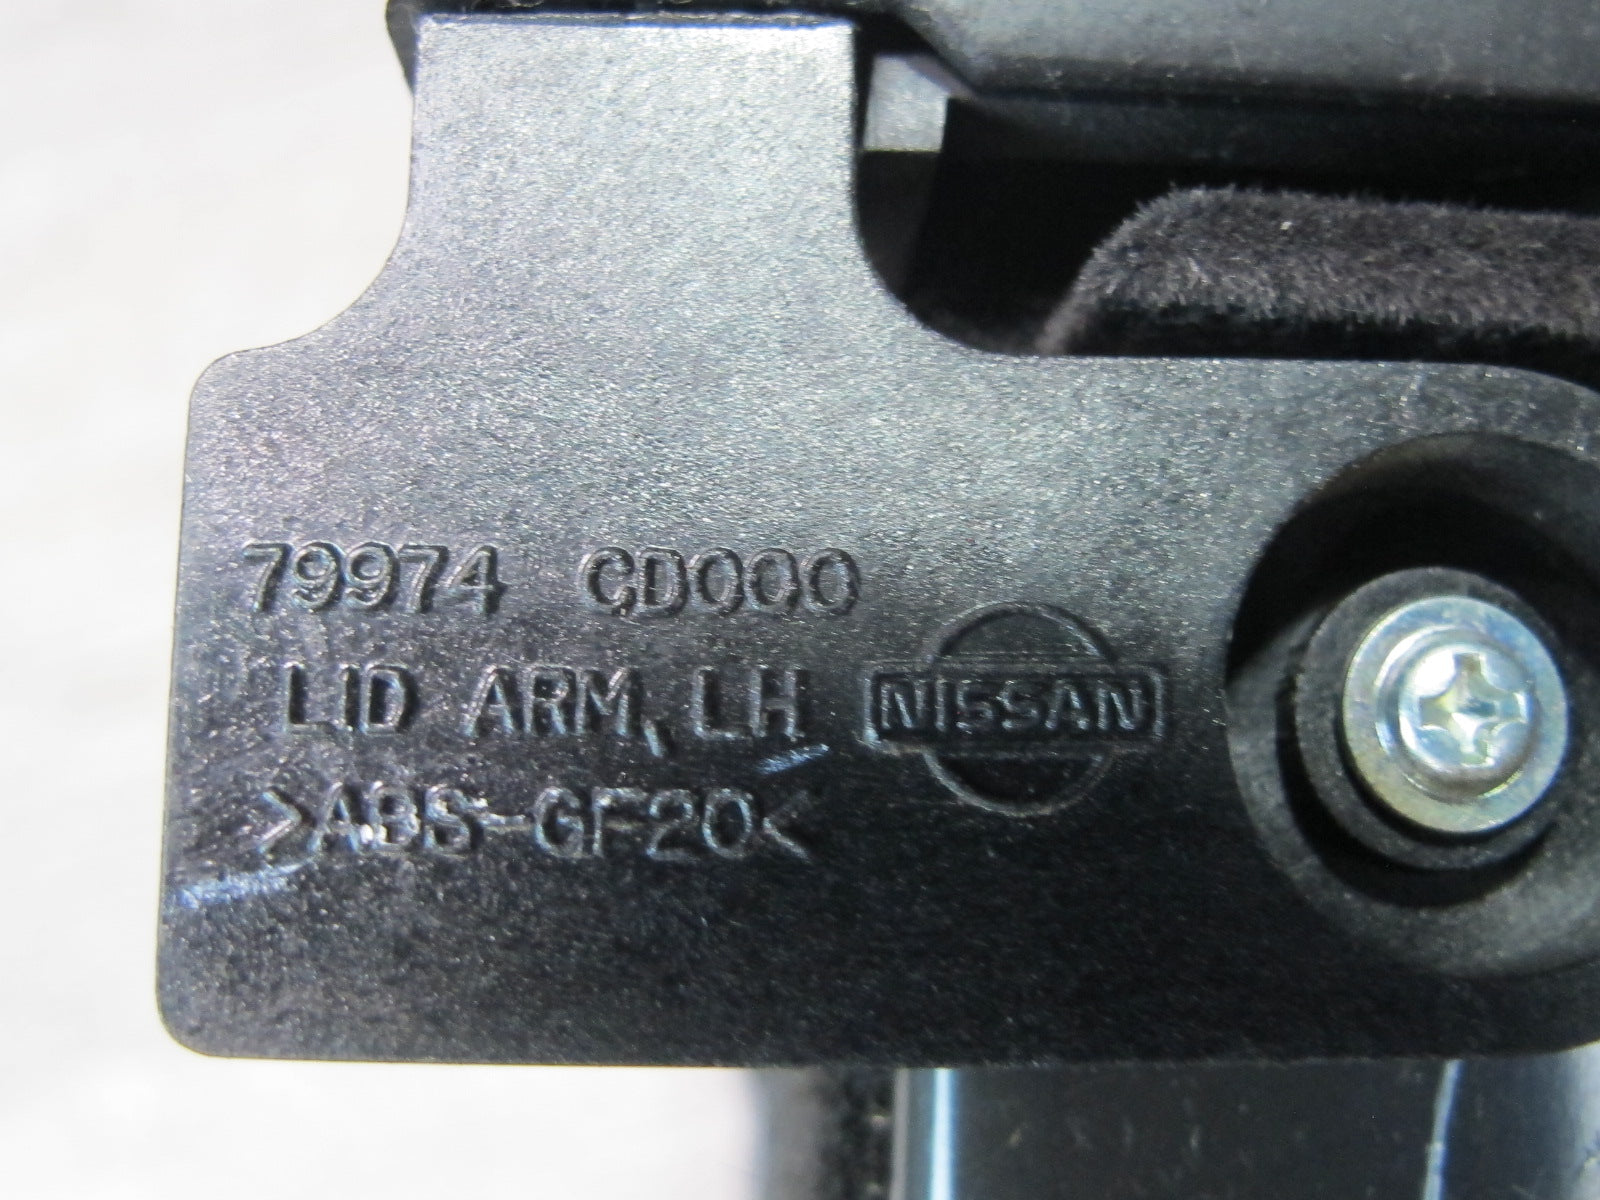 79974 CD000
LID ARM, LH
NISSAN
>ABS-GF20<